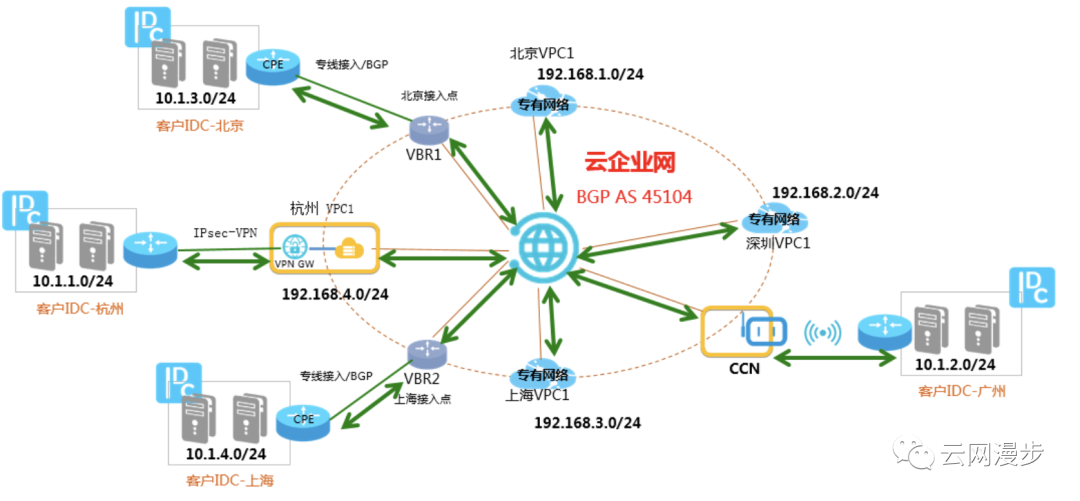 IDC
10.1.3.0/24
客户IDC-北京
CPE
专线接入/BGP
北京接入点
VBR1
北京VPC1
192.168.1.0/24
专有网络
云企业网
BGP AS 45104
192.168.2.0/24
专有网络
深圳VPC1
IDC
10.1.1.0/24
客户IDC-杭州
IPsec-VPN
杭州 VPC1
VPN GW
192.168.4.0/24
IDC
10.1.2.0/24
客户IDC-广州
CCN
VBR2
上海接入点
专线接入/BGP
专有网络
上海VPC1
192.168.3.0/24
IDC
CPE
10.1.4.0/24
客户IDC-上海
云网漫步